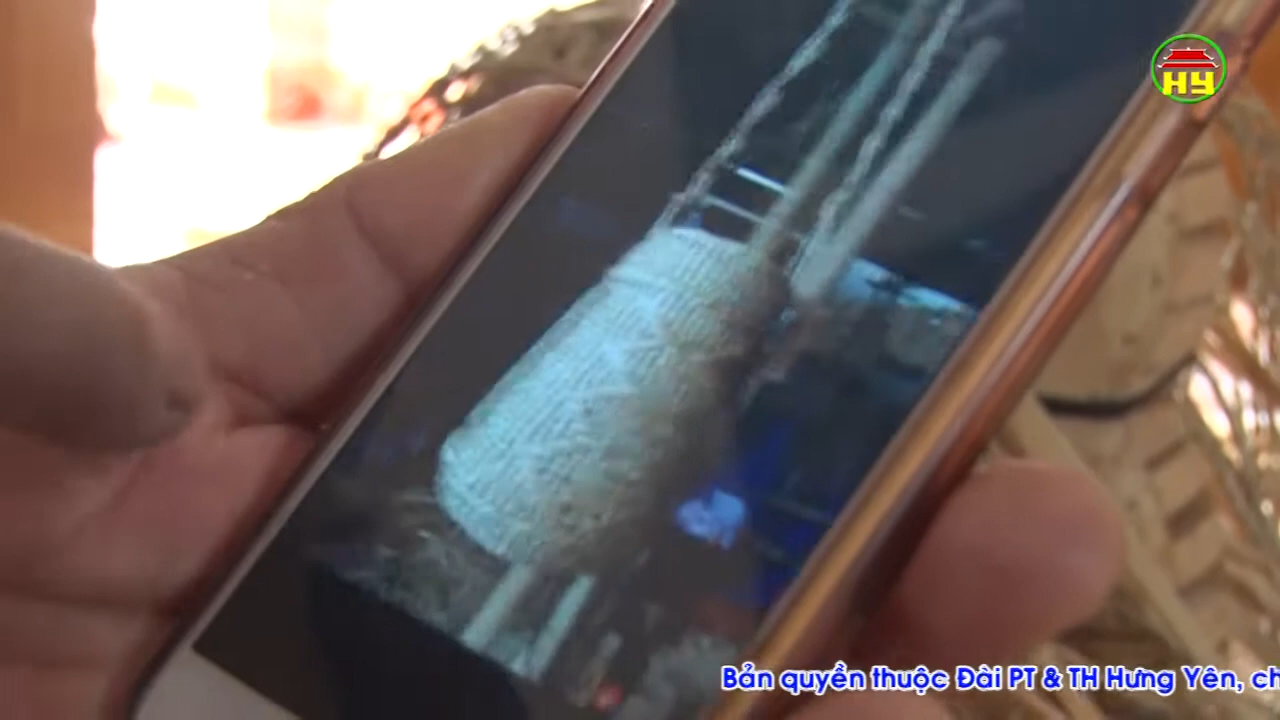 HY
Bản quyền thuộc Đài PT & TH Hưng Yên, ch